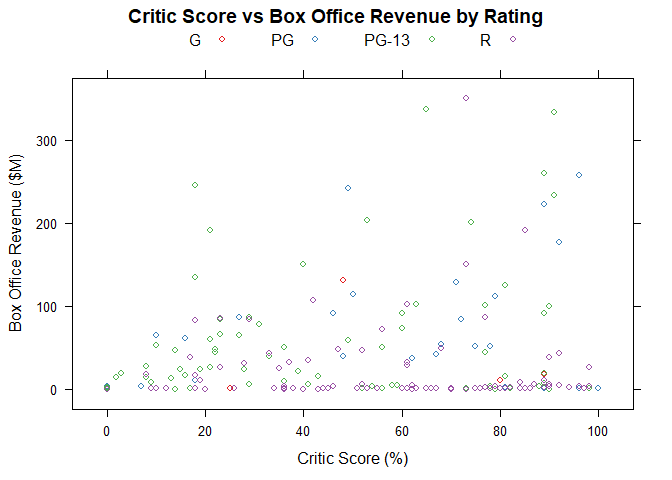 Critic Score vs Box Office Revenue by Rating
G PG PG-13 R
300
200
100
0
Box Office Revenue ($M)
0 20 40 60 80 100
Critic Score (%)